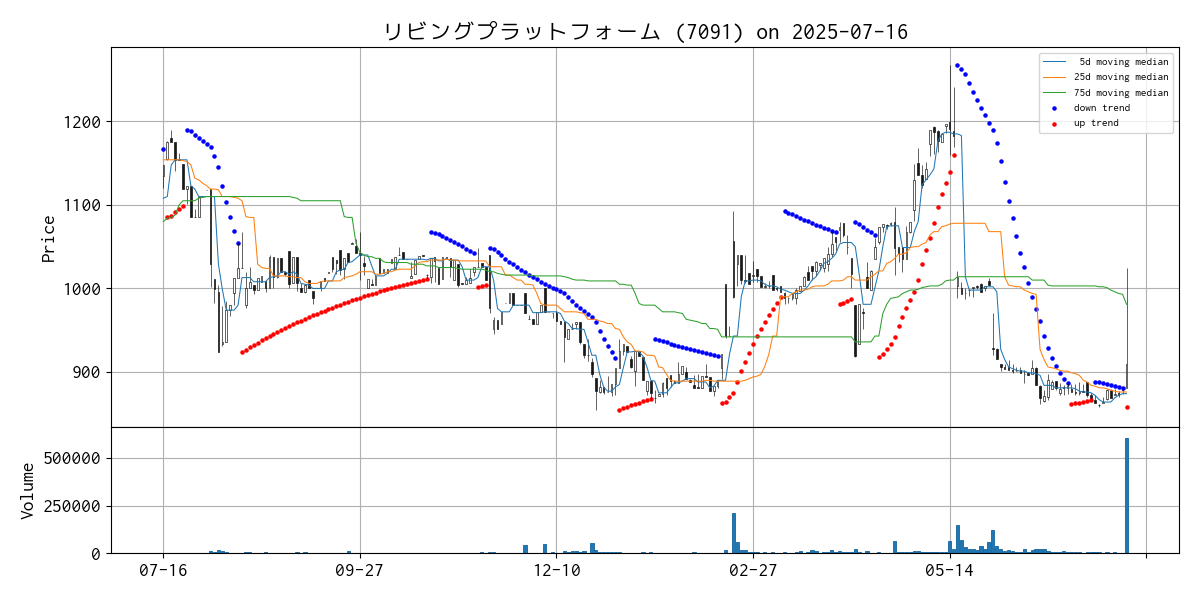 リビングプラットフォーム (7091) on 2025-07-16
5d moving median
25d moving median
75d moving median
down trend
up trend
Price
1200
1100
1000
900
Volume
500000
250000
0
07-16
09-27
12-10
02-27
05-14